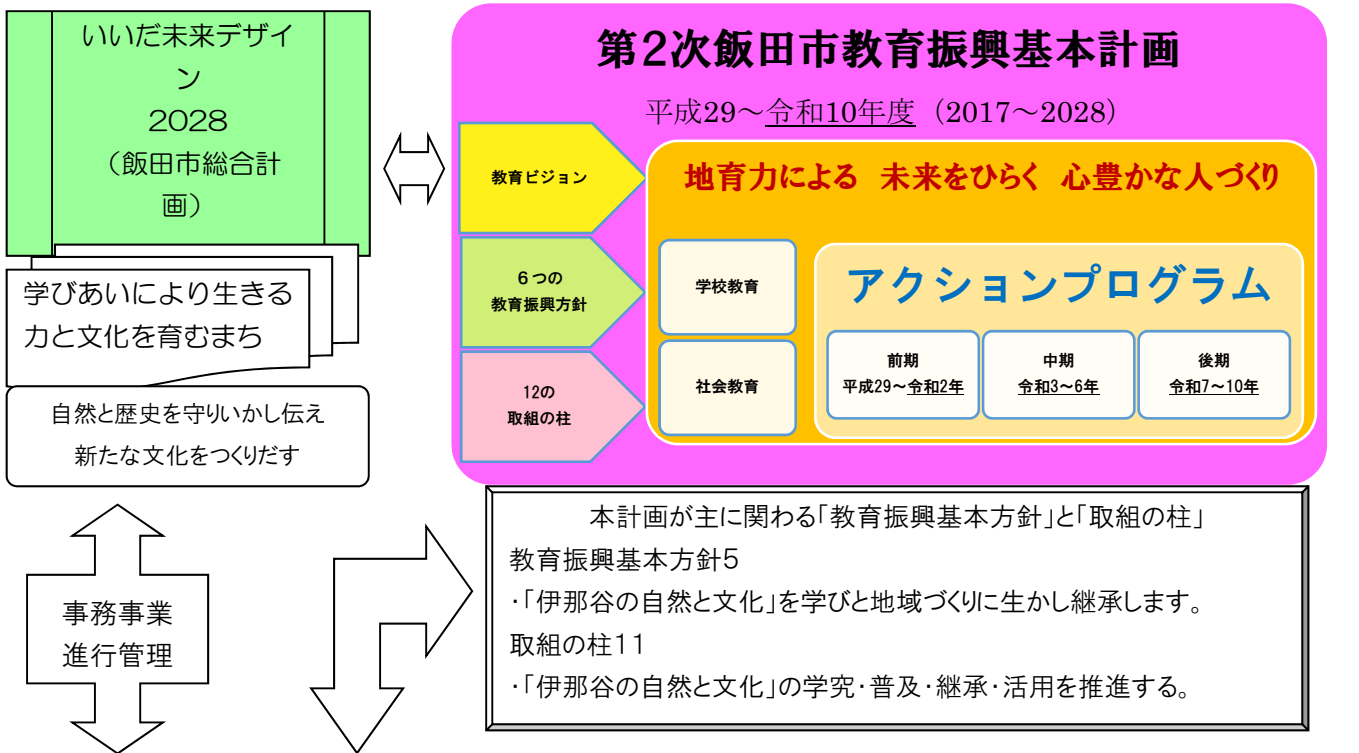 いいだ未来デザイ
ン
2028
（飯田市総合計
画）
学びあいにより生きる
力と文化を育むまち
自然と歴史を守りいかし伝え
新たな文化をつくりだす
事務事業
進行管理
第2次飯田市教育振興基本計画
平成29～令和10年度（2017～2028）
教育ビジョン
地育力による 未来をひらく 心豊かな人づくり
6つの
教育振興方針
12の
取組の柱
学校教育
社会教育
アクションプログラム
前期
平成29～令和2年
中期
令和3～6年
後期
令和7～10年
本計画が主に関わる「教育振興基本方針」と「取組の柱」
教育振興基本方針5
・「伊那谷の自然と文化」を学びと地域づくりに生かし継承します。
取組の柱11
・「伊那谷の自然と文化」の学究・普及・継承・活用を推進する。